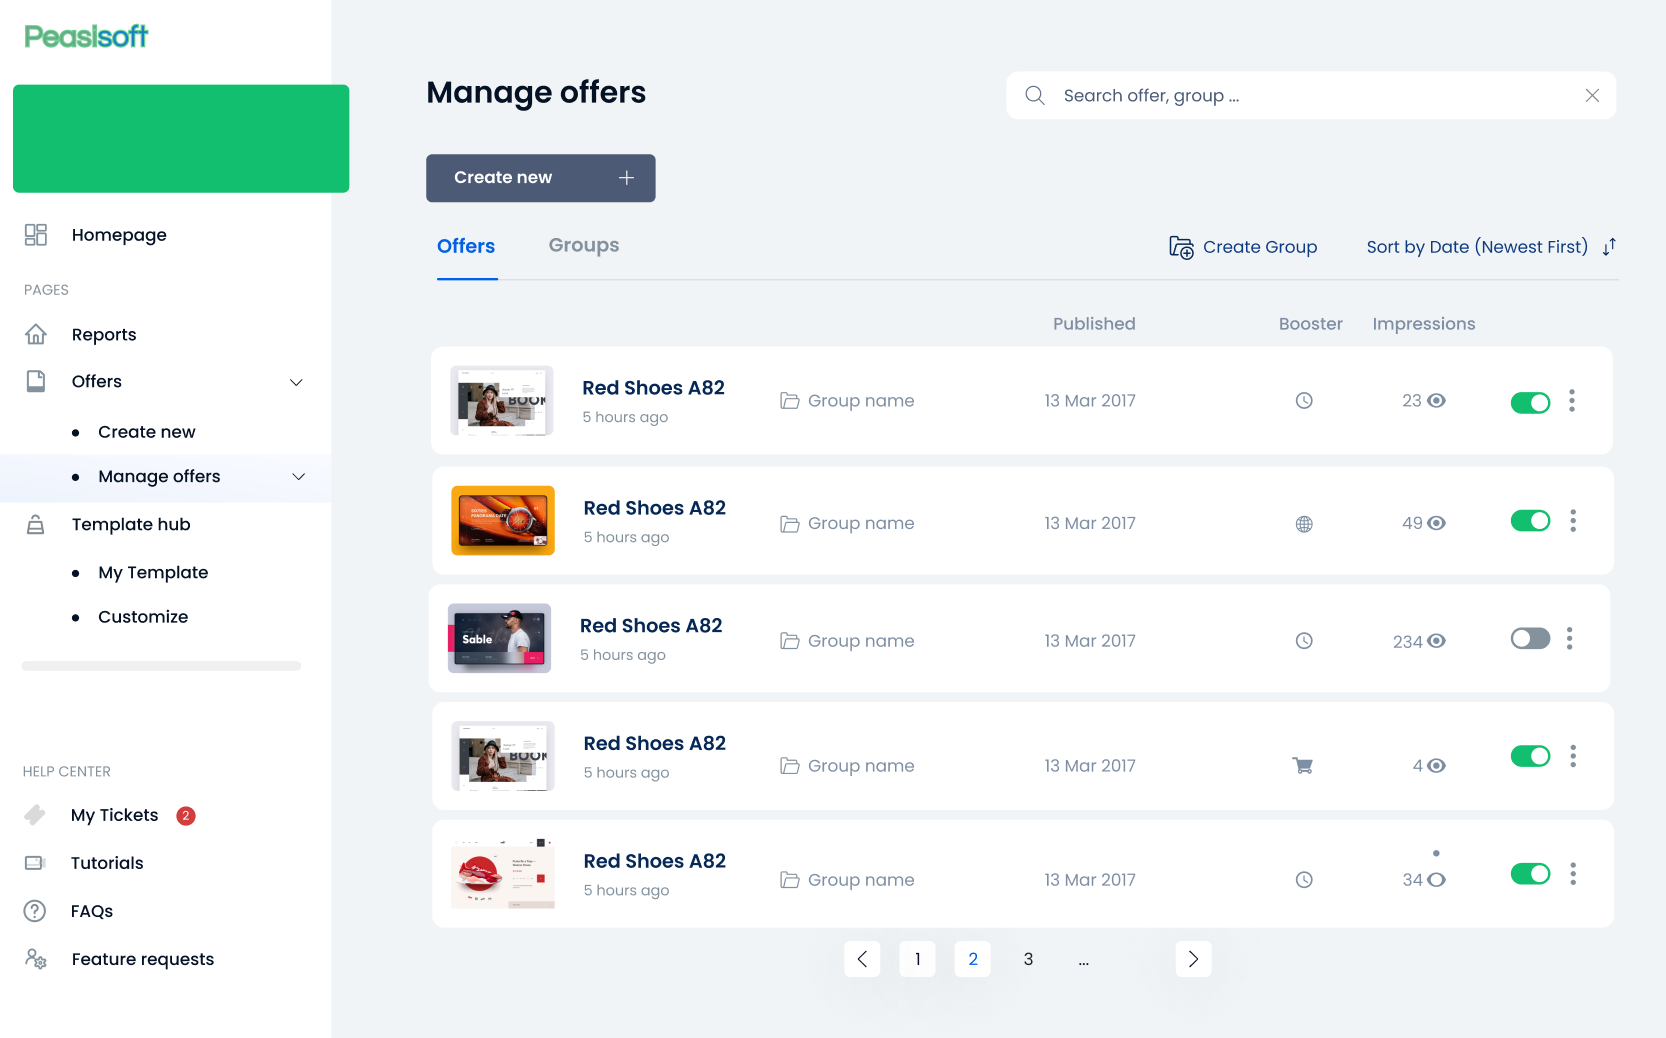 Peasisoft
Homepage
PAGES
Reports
Offers
Create new
Manage offers
Template hub
My Template
Customize
HELP CENTER
My Tickets 2
Tutorials
FAQs
Feature requests
Manage offers
Search offer, group ...
Create new
Offers Groups Create Group Sort by Date (Newest First)
Published Booster Impressions
BOOK
Red Shoes A82
5 hours ago
Group name 13 Mar 2017 23
Red Shoes A82
5 hours ago
Group name 13 Mar 2017 49
Sable
Red Shoes A82
5 hours ago
Group name 13 Mar 2017 234
BOOK
Red Shoes A82
5 hours ago
Group name 13 Mar 2017 4
Red Shoes A82
5 hours ago
Group name 13 Mar 2017 34
1 2 3 ...